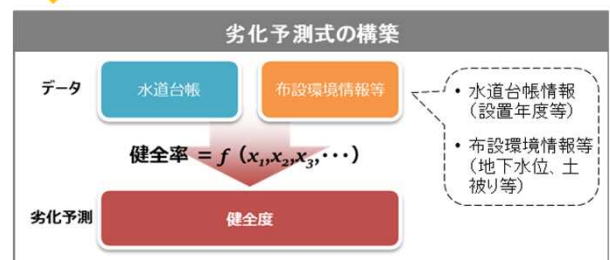 劣化予測式の構築
データ
水道台帳
布設環境情報等
健全率 = f (x1,x2,x3,・・・)
劣化予測
健全度
• 水道台帳情報
(設置年度等)
• 布設環境情報等
(地下水位、土
被り等)